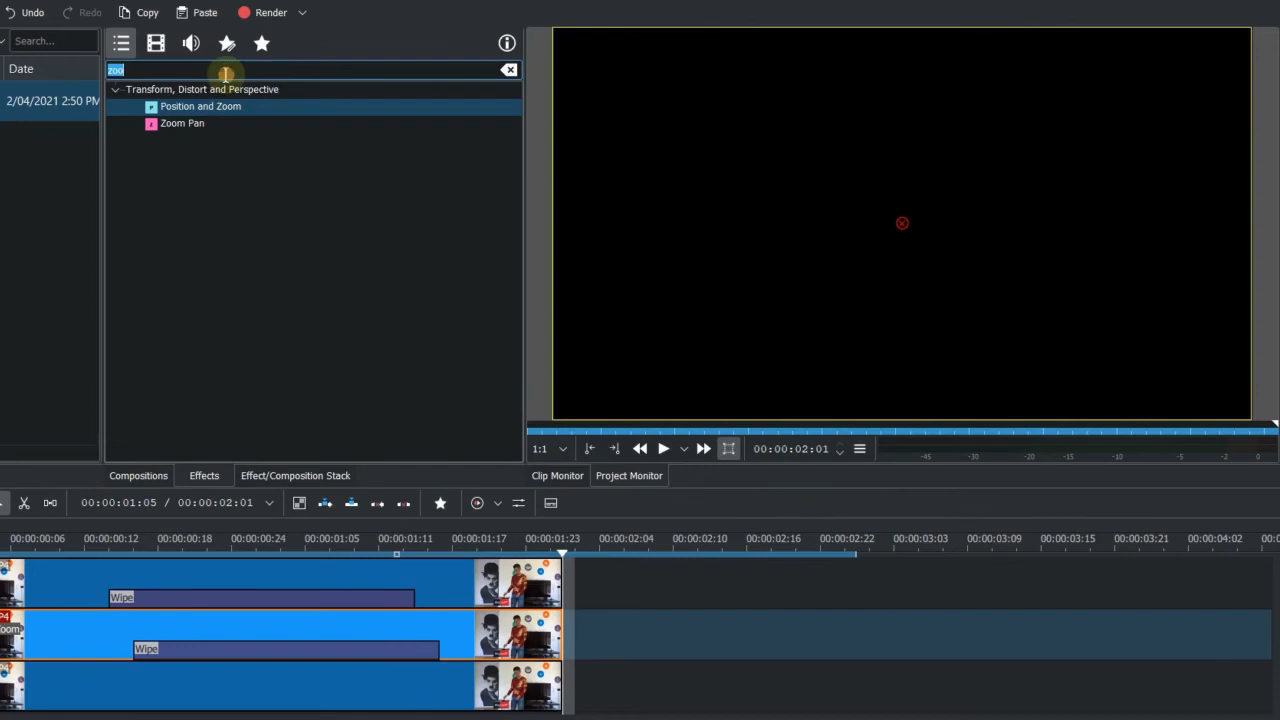 Undo Redo Copy Paste Render
Search...
zoo
Date
Transform, Distort and Perspective
2/04/2021 2:50 PM
Position and Zoom
Zoom Pan
1:1 00:00:02:01
-45 -30 -20 -15 -10 -5 -2 0
Compositions Effects Effect/Composition Stack Clip Monitor Project Monitor
00:00:01:05 / 00:00:02:01
00:00:00:06 00:00:00:12 00:00:00:18 00:00:00:24 00:00:01:05 00:00:01:11 00:00:01:17 00:00:01:23 00:00:02:04 00:00:02:10 00:00:02:16 00:00:02:22 00:00:03:03 00:00:03:09 00:00:03:15 00:00:03:21 00:00:04:02
Wipe
P4
Zoom
Wipe